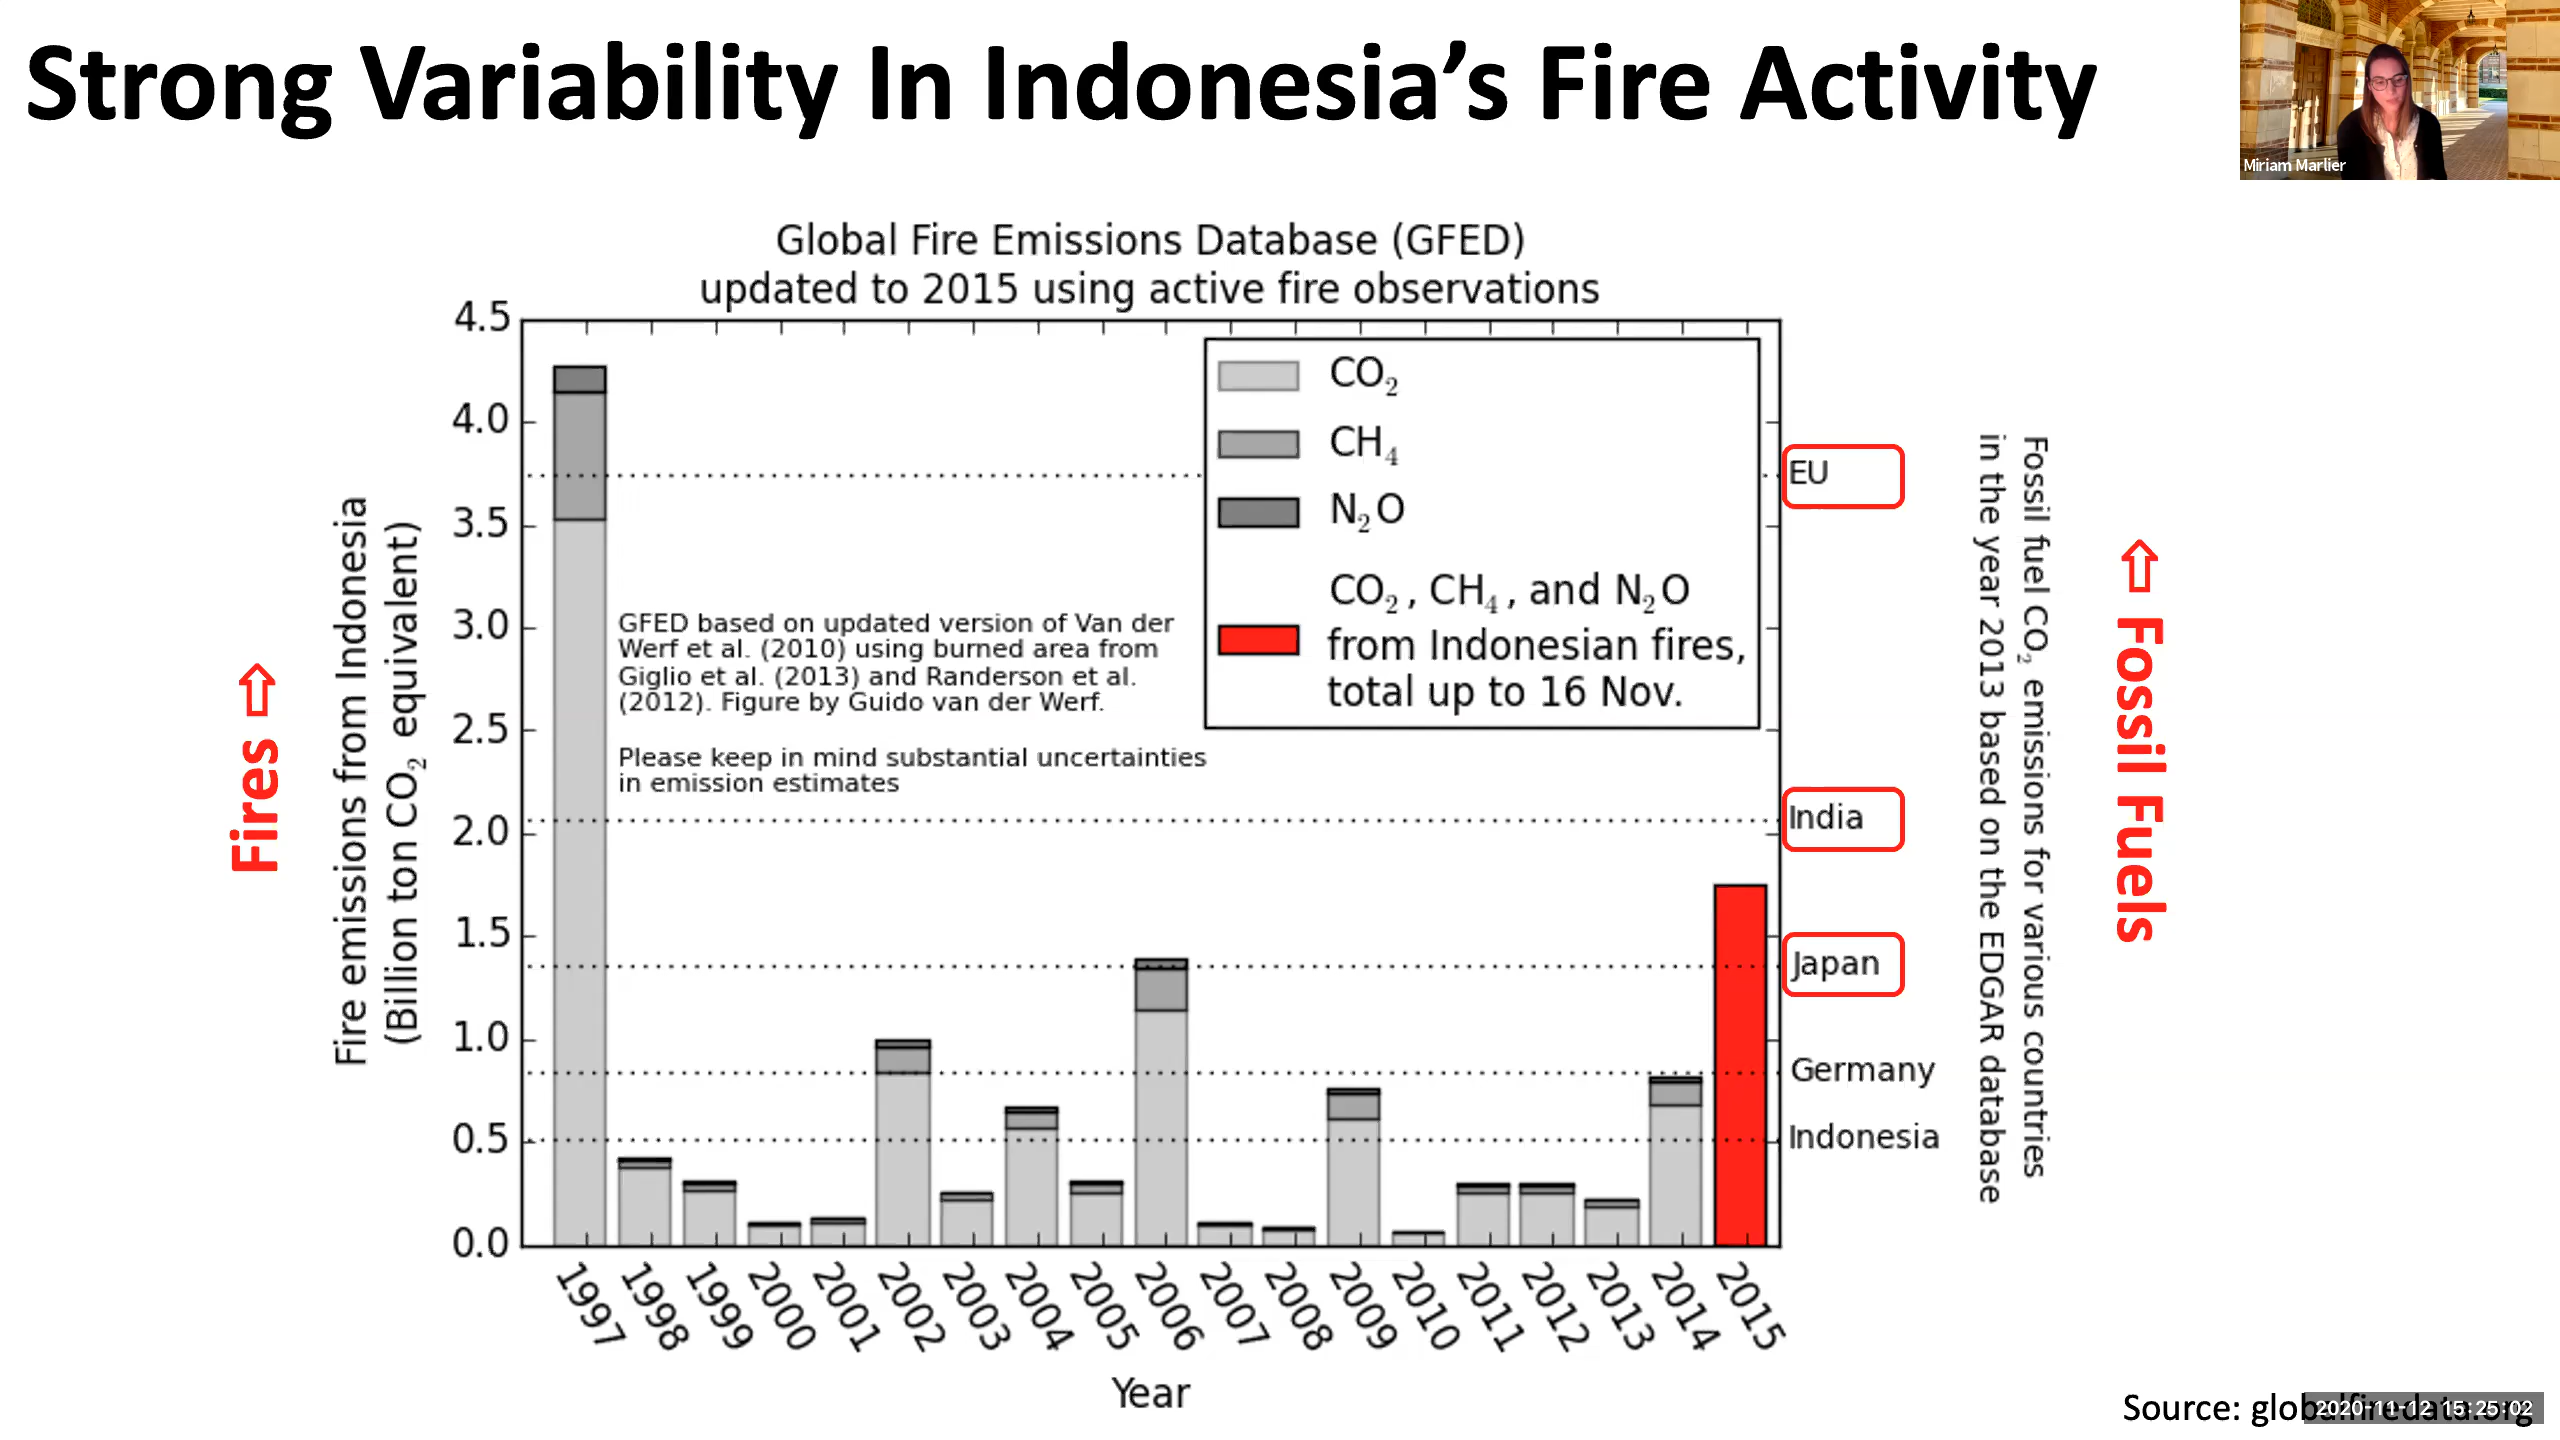 Strong Variability In Indonesia’s Fire Activity
Miriam Marlier
Global Fire Emissions Database (GFED)
updated to 2015 using active fire observations
Fires ⇨
Fire emissions from Indonesia
(Billion ton CO₂ equivalent)
4.5
4.0
3.5
3.0
2.5
2.0
1.5
1.0
0.5
0.0
CO₂
CH₄
N₂O
CO₂, CH₄, and N₂O
from Indonesian fires,
total up to 16 Nov.
GFED based on updated version of Van der
Werf et al. (2010) using burned area from
Giglio et al. (2013) and Randerson et al.
(2012). Figure by Guido van der Werf.
Please keep in mind substantial uncertainties
in emission estimates
EU
India
Japan
Germany
Indonesia
Fossil fuel CO₂ emissions for various countries
in the year 2013 based on the EDGAR database
⇦ Fossil Fuels
1997
1998
1999
2000
2001
2002
2003
2004
2005
2006
2007
2008
2009
2010
2011
2012
2013
2014
2015
Year
Source: globalfiredata.org
2020-11-12 15:25:02